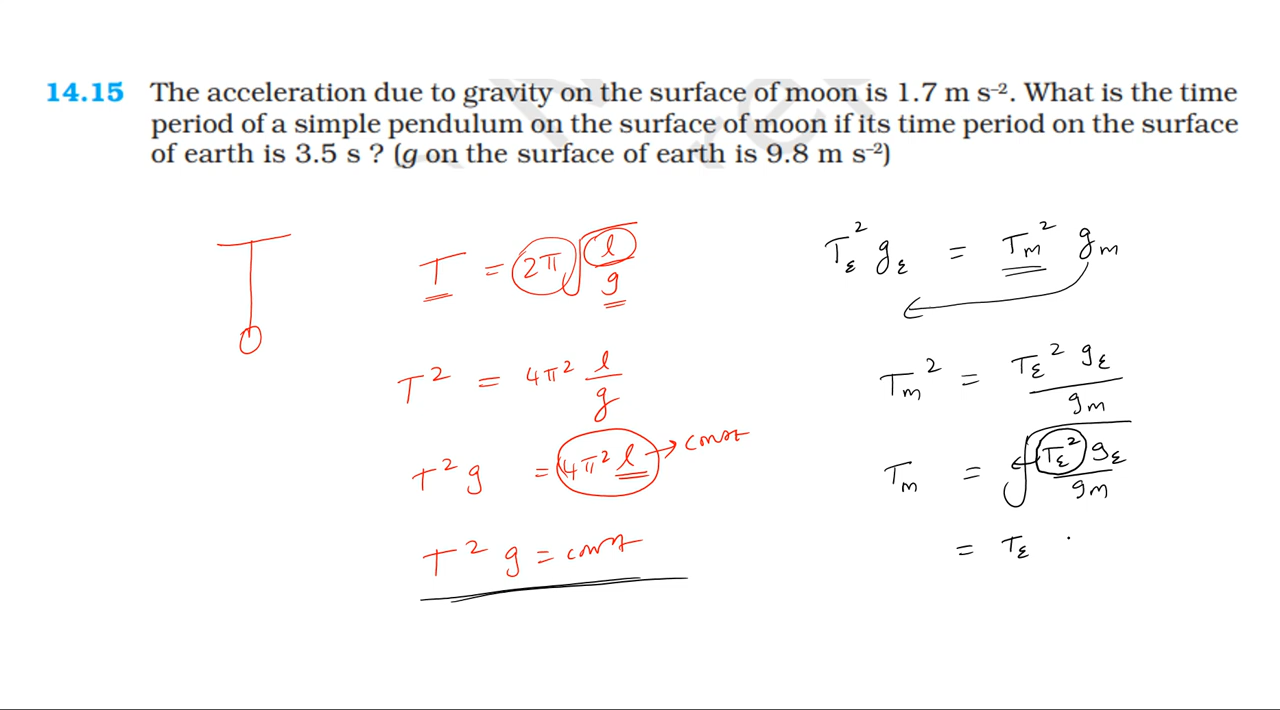 14.15 The acceleration due to gravity on the surface of moon is 1.7 m s⁻². What is the time
period of a simple pendulum on the surface of moon if its time period on the surface
of earth is 3.5 s ? (g on the surface of earth is 9.8 m s⁻²)
T = 2π √(l/g)
T² = 4π² l/g
T² g = 4π² l → const
T² g = const
T_E² g_E = T_m² g_m
T_m² = T_E² g_E / g_m
T_m = √(T_E² g_E / g_m)
= T_E